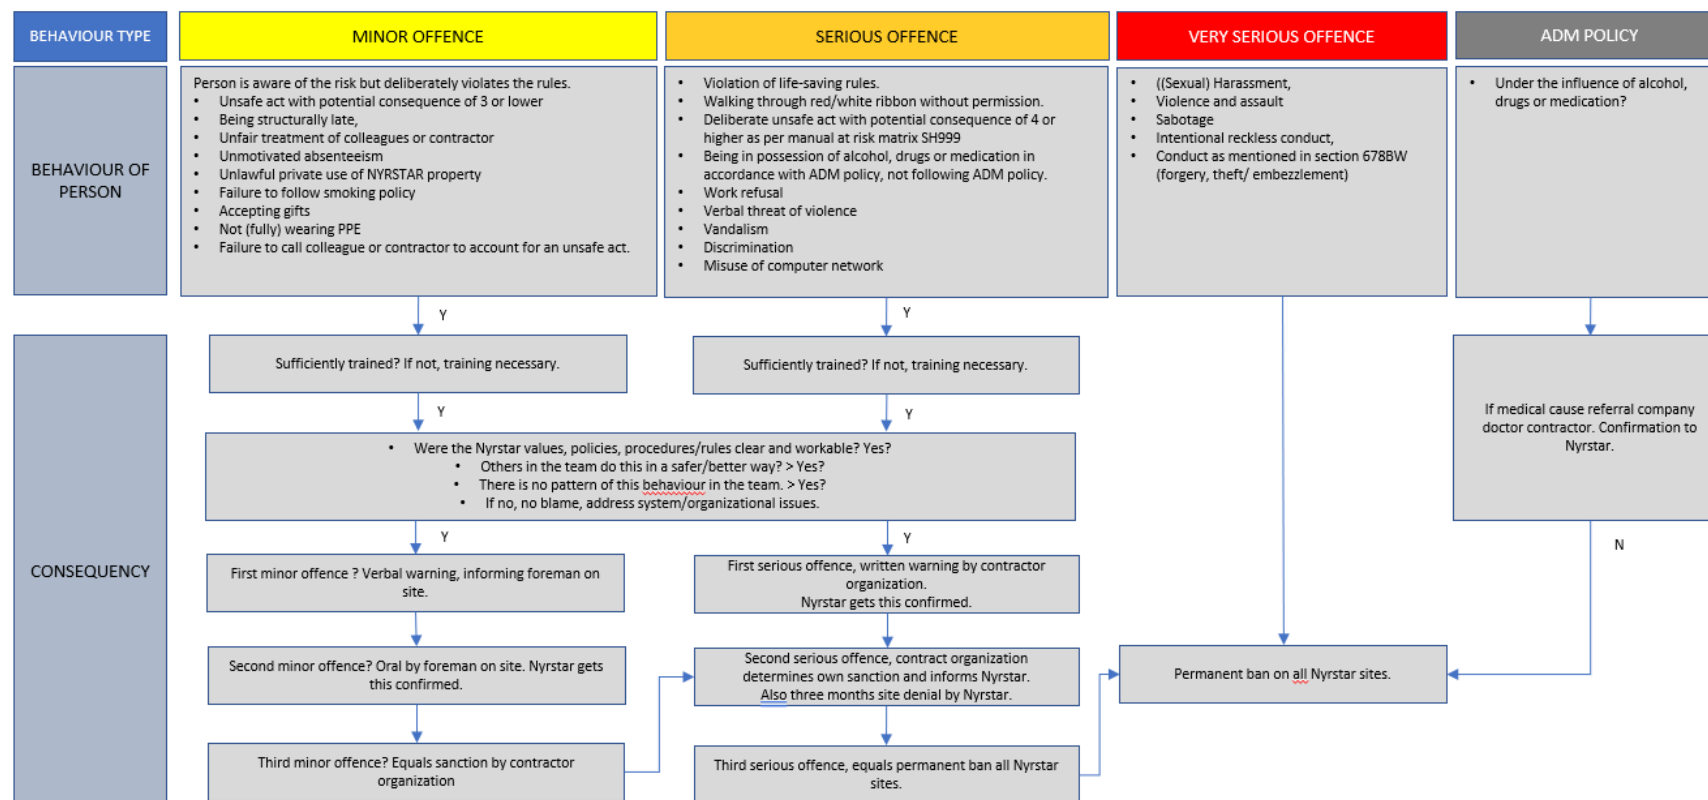 BEHAVIOUR TYPE
MINOR OFFENCE
SERIOUS OFFENCE
VERY SERIOUS OFFENCE
ADM POLICY
BEHAVIOUR OF
PERSON
Person is aware of the risk but deliberately violates the rules.
• Unsafe act with potential consequence of 3 or lower
• Being structurally late,
• Unfair treatment of colleagues or contractor
• Unmotivated absenteeism
• Unlawful private use of NYRSTAR property
• Failure to follow smoking policy
• Accepting gifts
• Not (fully) wearing PPE
• Failure to call colleague or contractor to account for an unsafe act.
• Violation of life-saving rules.
• Walking through red/white ribbon without permission.
• Deliberate unsafe act with potential consequence of 4 or
higher as per manual at risk matrix SH999
• Being in possession of alcohol, drugs or medication in
accordance with ADM policy, not following ADM policy.
• Work refusal
• Verbal threat of violence
• Vandalism
• Discrimination
• Misuse of computer network
• ((Sexual) Harassment,
• Violence and assault
• Sabotage
• Intentional reckless conduct,
• Conduct as mentioned in section 678BW
(forgery, theft/ embezzlement)
• Under the influence of alcohol,
drugs or medication?
Y
Y
CONSEQUENCY
Sufficiently trained? If not, training necessary.
Sufficiently trained? If not, training necessary.
If medical cause referral company
doctor contractor. Confirmation to
Nyrstar.
Y
Y
• Were the Nyrstar values, policies, procedures/rules clear and workable? Yes?
• Others in the team do this in a safer/better way? > Yes?
• There is no pattern of this behaviour in the team. > Yes?
• If no, no blame, address system/organizational issues.
Y
Y
N
First minor offence ? Verbal warning, informing foreman on
site.
First serious offence, written warning by contractor
organization.
Nyrstar gets this confirmed.
Second minor offence? Oral by foreman on site. Nyrstar gets
this confirmed.
Second serious offence, contract organization
determines own sanction and informs Nyrstar.
Also three months site denial by Nyrstar.
Permanent ban on all Nyrstar sites.
Third minor offence? Equals sanction by contractor
organization
Third serious offence, equals permanent ban all Nyrstar
sites.